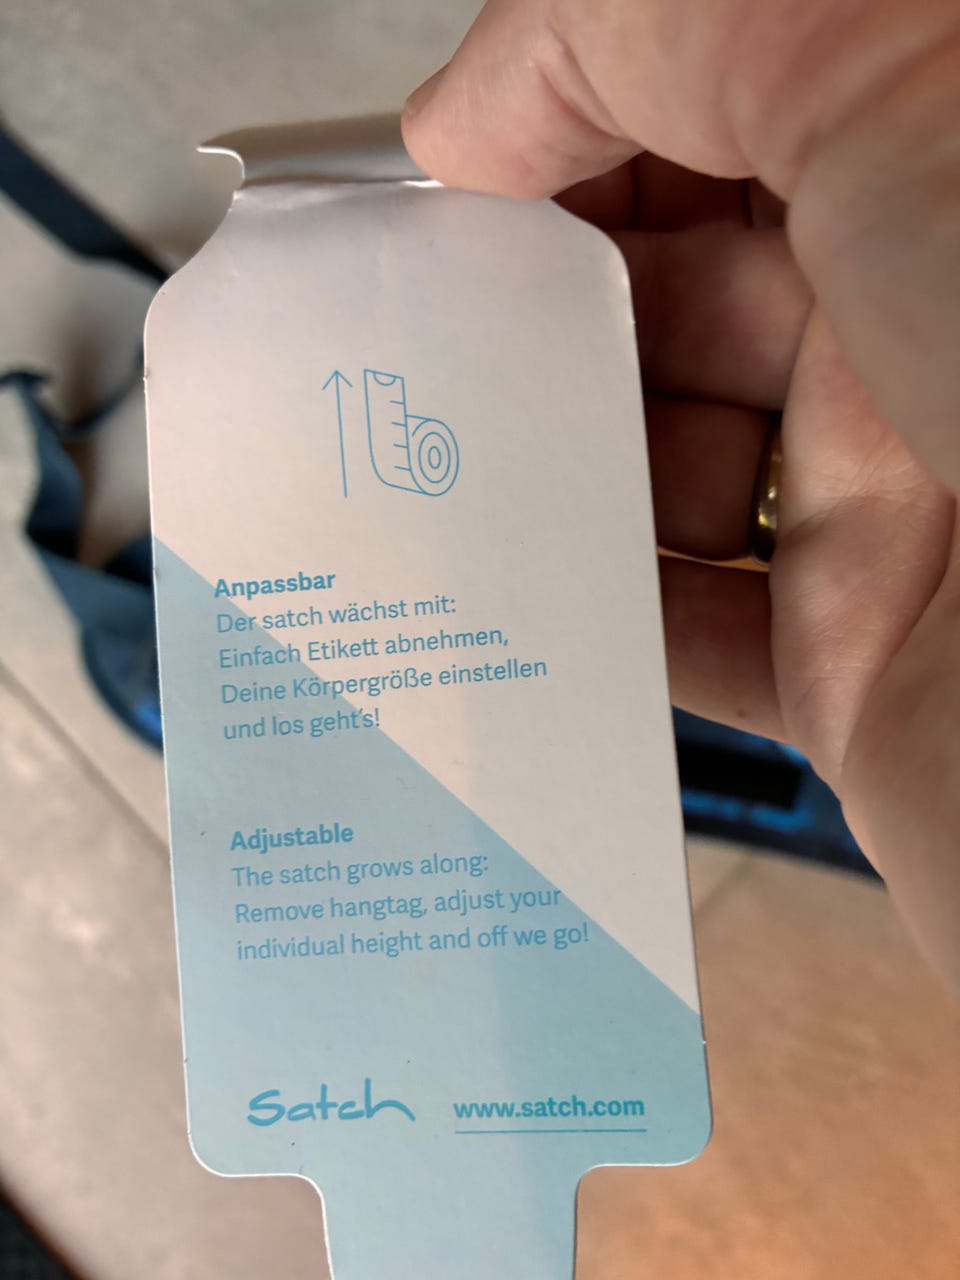 Anpassbar
Der satch wächst mit:
Einfach Etikett abnehmen,
Deine Körpergröße einstellen
und los geht's!
Adjustable
The satch grows along:
Remove hangtag, adjust your
individual height and off we go!
Satch
www.satch.com